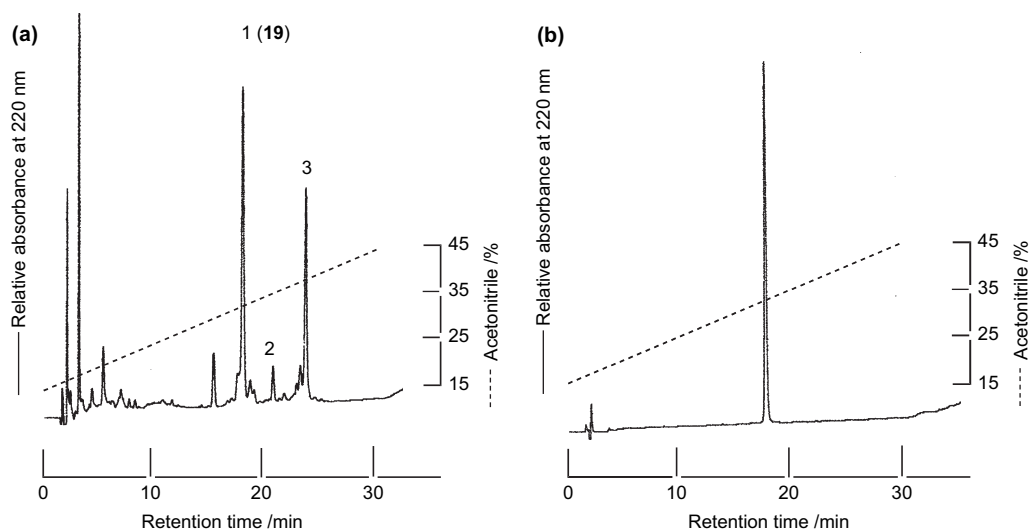 (a)
1 (19)
2
3
Relative absorbance at 220 nm
45
35
25
15
Acetonitrile /%
0 10 20 30
Retention time /min
(b)
Relative absorbance at 220 nm
45
35
25
15
Acetonitrile /%
0 10 20 30
Retention time /min